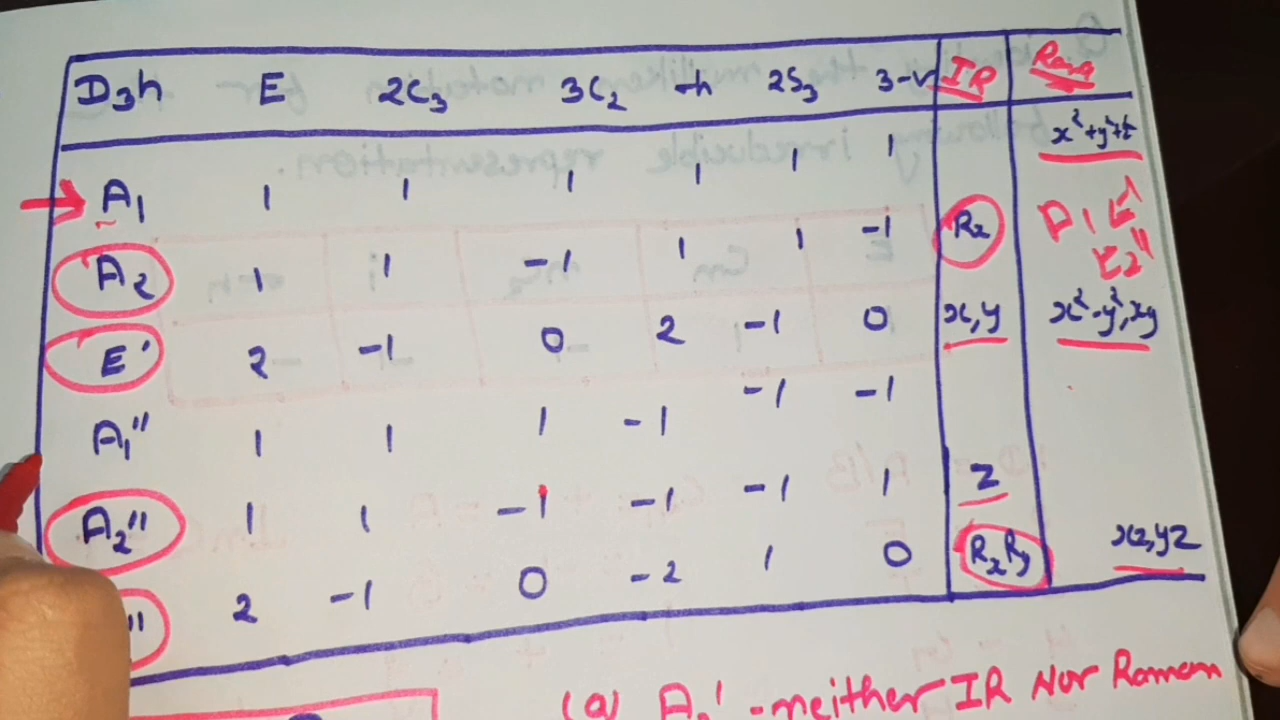 D3h E 2C3 3C2 σh 2S3 3σv IR
x²+y²+z²
A1 1 1 1 1 1 1
A2 1 1 -1 1 1 -1
E' 2 -1 0 2 -1 0 x,y x²-y²,xy
A1'' 1 1 1 -1 -1 -1
A2'' 1 1 -1 -1 -1 1 z
'' 2 -1 0 -2 1 0 RxRy xz,yz
(a) A2' - neither IR Nor Raman